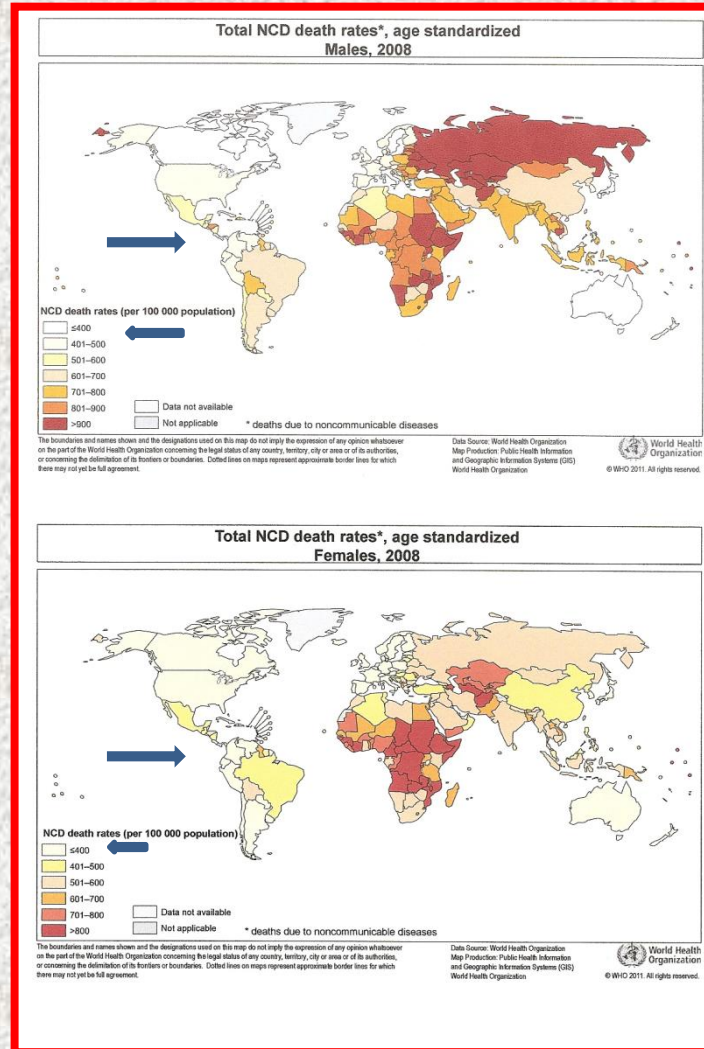 Total NCD death rates*, age standardized
Males, 2008
NCD death rates (per 100 000 population)
≤400
401–500
501–600
601–700
701–800
801–900
>900
Data not available
Not applicable
* deaths due to noncommunicable diseases
The boundaries and names shown and the designations used on this map do not imply the expression of any opinion whatsoever
on the part of the World Health Organization concerning the legal status of any country, territory, city or area or of its authorities,
or concerning the delimitation of its frontiers or boundaries. Dotted lines on maps represent approximate border lines for which
there may not yet be full agreement.
Data Source: World Health Organization
Map Production: Public Health Information
and Geographic Information Systems (GIS)
World Health Organization
World Health
Organization
© WHO 2011. All rights reserved.
Total NCD death rates*, age standardized
Females, 2008
NCD death rates (per 100 000 population)
≤400
401–500
501–600
601–700
701–800
>800
Data not available
Not applicable
* deaths due to noncommunicable diseases
The boundaries and names shown and the designations used on this map do not imply the expression of any opinion whatsoever
on the part of the World Health Organization concerning the legal status of any country, territory, city or area or of its authorities,
or concerning the delimitation of its frontiers or boundaries. Dotted lines on maps represent approximate border lines for which
there may not yet be full agreement.
Data Source: World Health Organization
Map Production: Public Health Information
and Geographic Information Systems (GIS)
World Health Organization
World Health
Organization
© WHO 2011. All rights reserved.